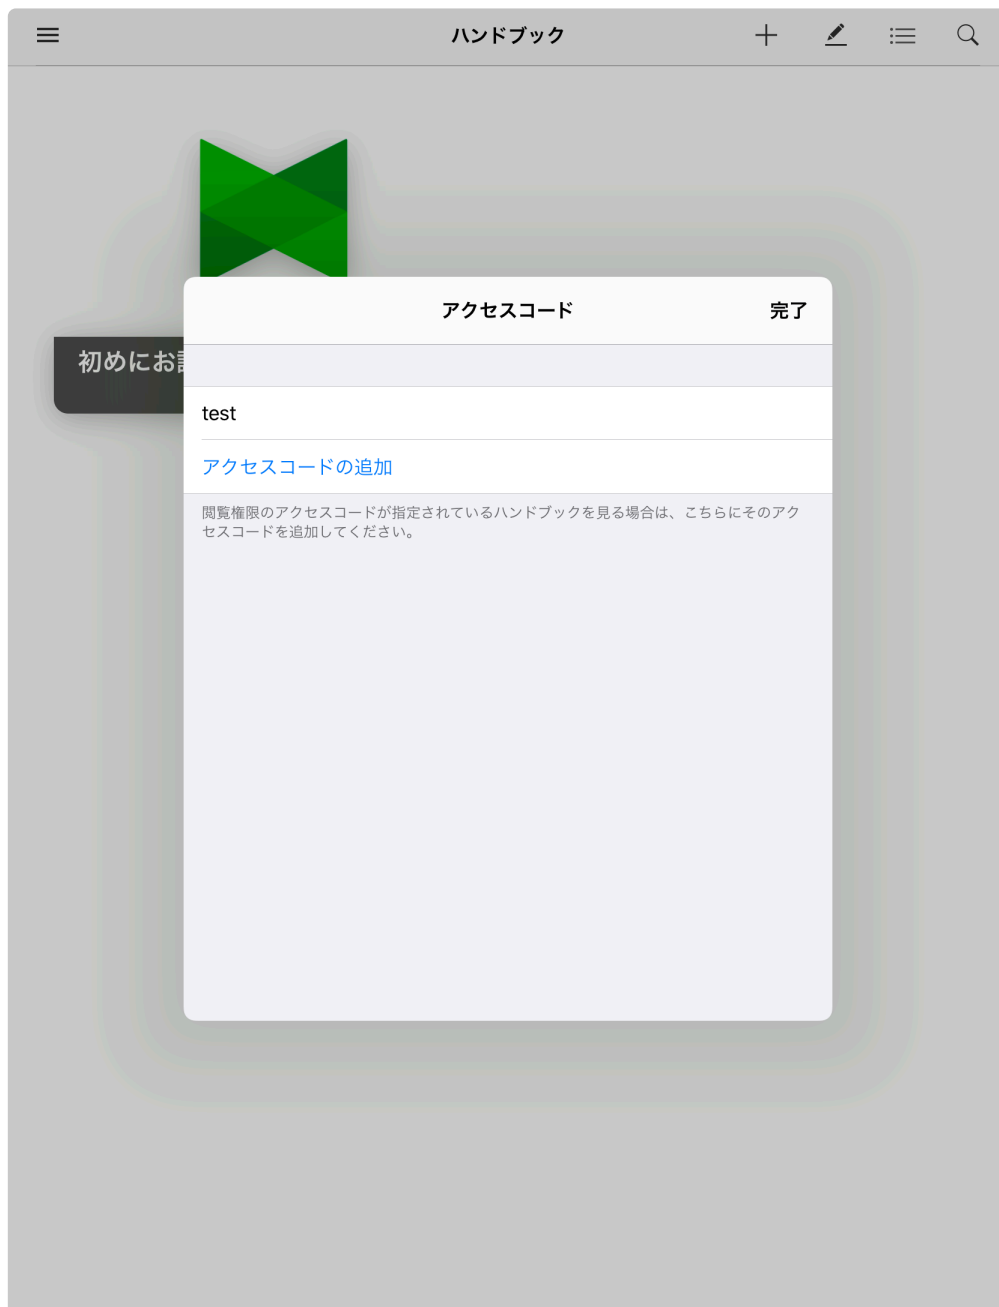 ハンドブック
アクセスコード
完了
初めにお
test
アクセスコードの追加
閲覧権限のアクセスコードが指定されているハンドブックを見る場合は、こちらにそのアク
セスコードを追加してください。